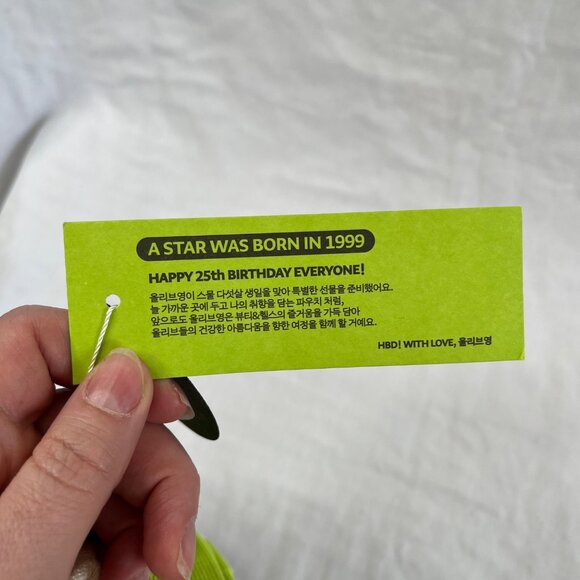 A STAR WAS BORN IN 1999
HAPPY 25th BIRTHDAY EVERYONE!
올리브영이 스물 다섯살 생일을 맞아 특별한 선물을 준비했어요.
늘 가까운 곳에 두고 나의 취향을 담는 파우치 처럼,
앞으로도 올리브영은 뷰티&헬스의 즐거움을 가득 담아
올리브들의 건강한 아름다움을 향한 여정을 함께 할 거예요.
HBD! WITH LOVE, 올리브영